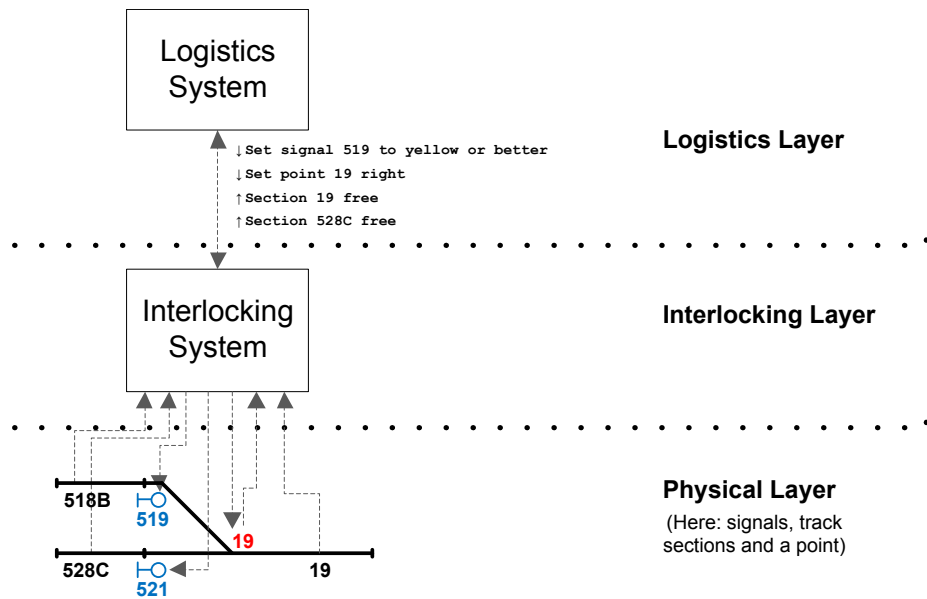 Logistics
System
Logistics Layer
↓Set signal 519 to yellow or better
↓Set point 19 right
↑Section 19 free
↑Section 528C free
Interlocking
System
Interlocking Layer
518B
519
19
528C
19
521
Physical Layer
(Here: signals, track
sections and a point)